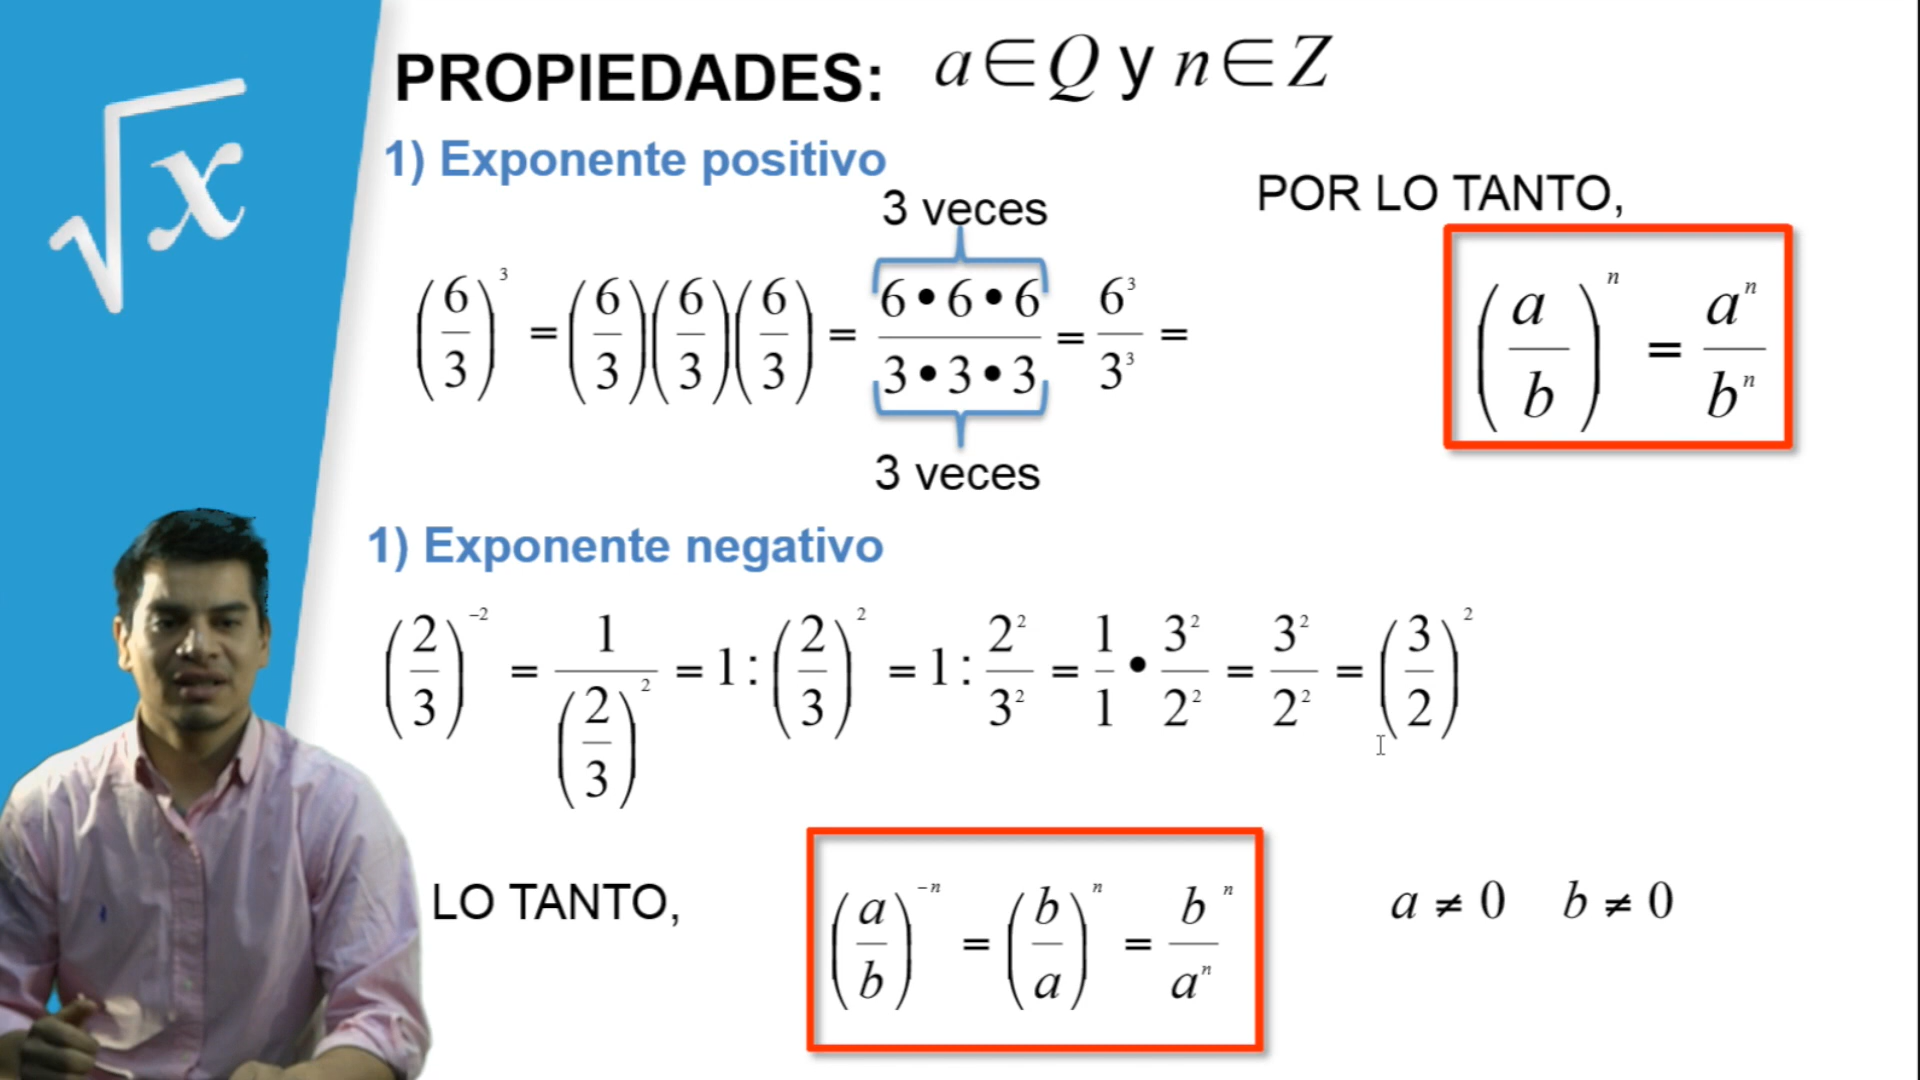 √x
PROPIEDADES: a∈Q y n∈Z
1) Exponente positivo
POR LO TANTO,
3 veces
(6/3)³ = (6/3)(6/3)(6/3) = 6•6•6/3•3•3 = 6³/3³ =
(a/b)ⁿ = aⁿ/bⁿ
3 veces
1) Exponente negativo
(2/3)⁻² = 1/(2/3)² = 1:(2/3)² = 1:2²/3² = 1/1 • 3²/2² = 3²/2² = (3/2)²
LO TANTO,
(a/b)⁻ⁿ = (b/a)ⁿ = bⁿ/aⁿ
a ≠ 0 b ≠ 0